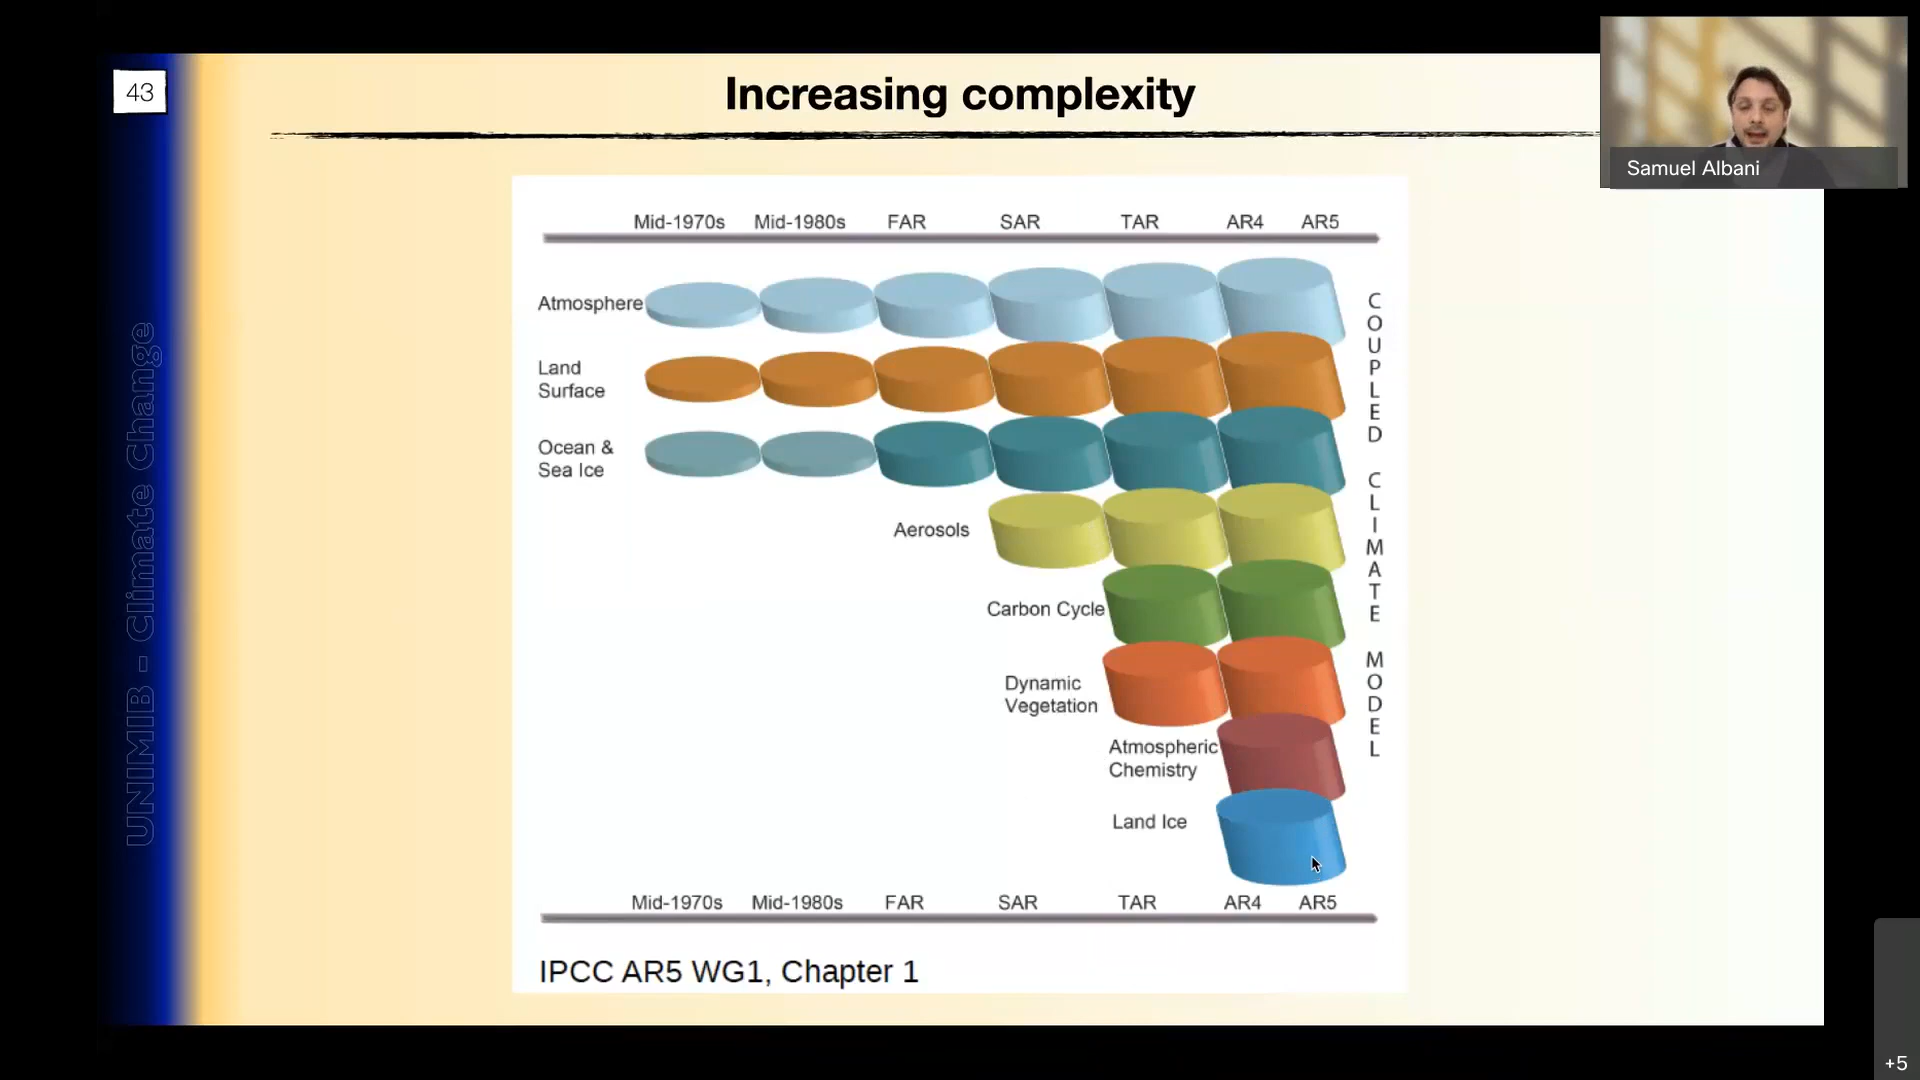 43
Increasing complexity
Samuel Albani
UNIMIB - Climate Change
Mid-1970s Mid-1980s FAR SAR TAR AR4 AR5
Atmosphere
Land
Surface
Ocean &
Sea Ice
Aerosols
Carbon Cycle
Dynamic
Vegetation
Atmospheric
Chemistry
Land Ice
COUPLED CLIMATE MODEL
Mid-1970s Mid-1980s FAR SAR TAR AR4 AR5
IPCC AR5 WG1, Chapter 1
+5